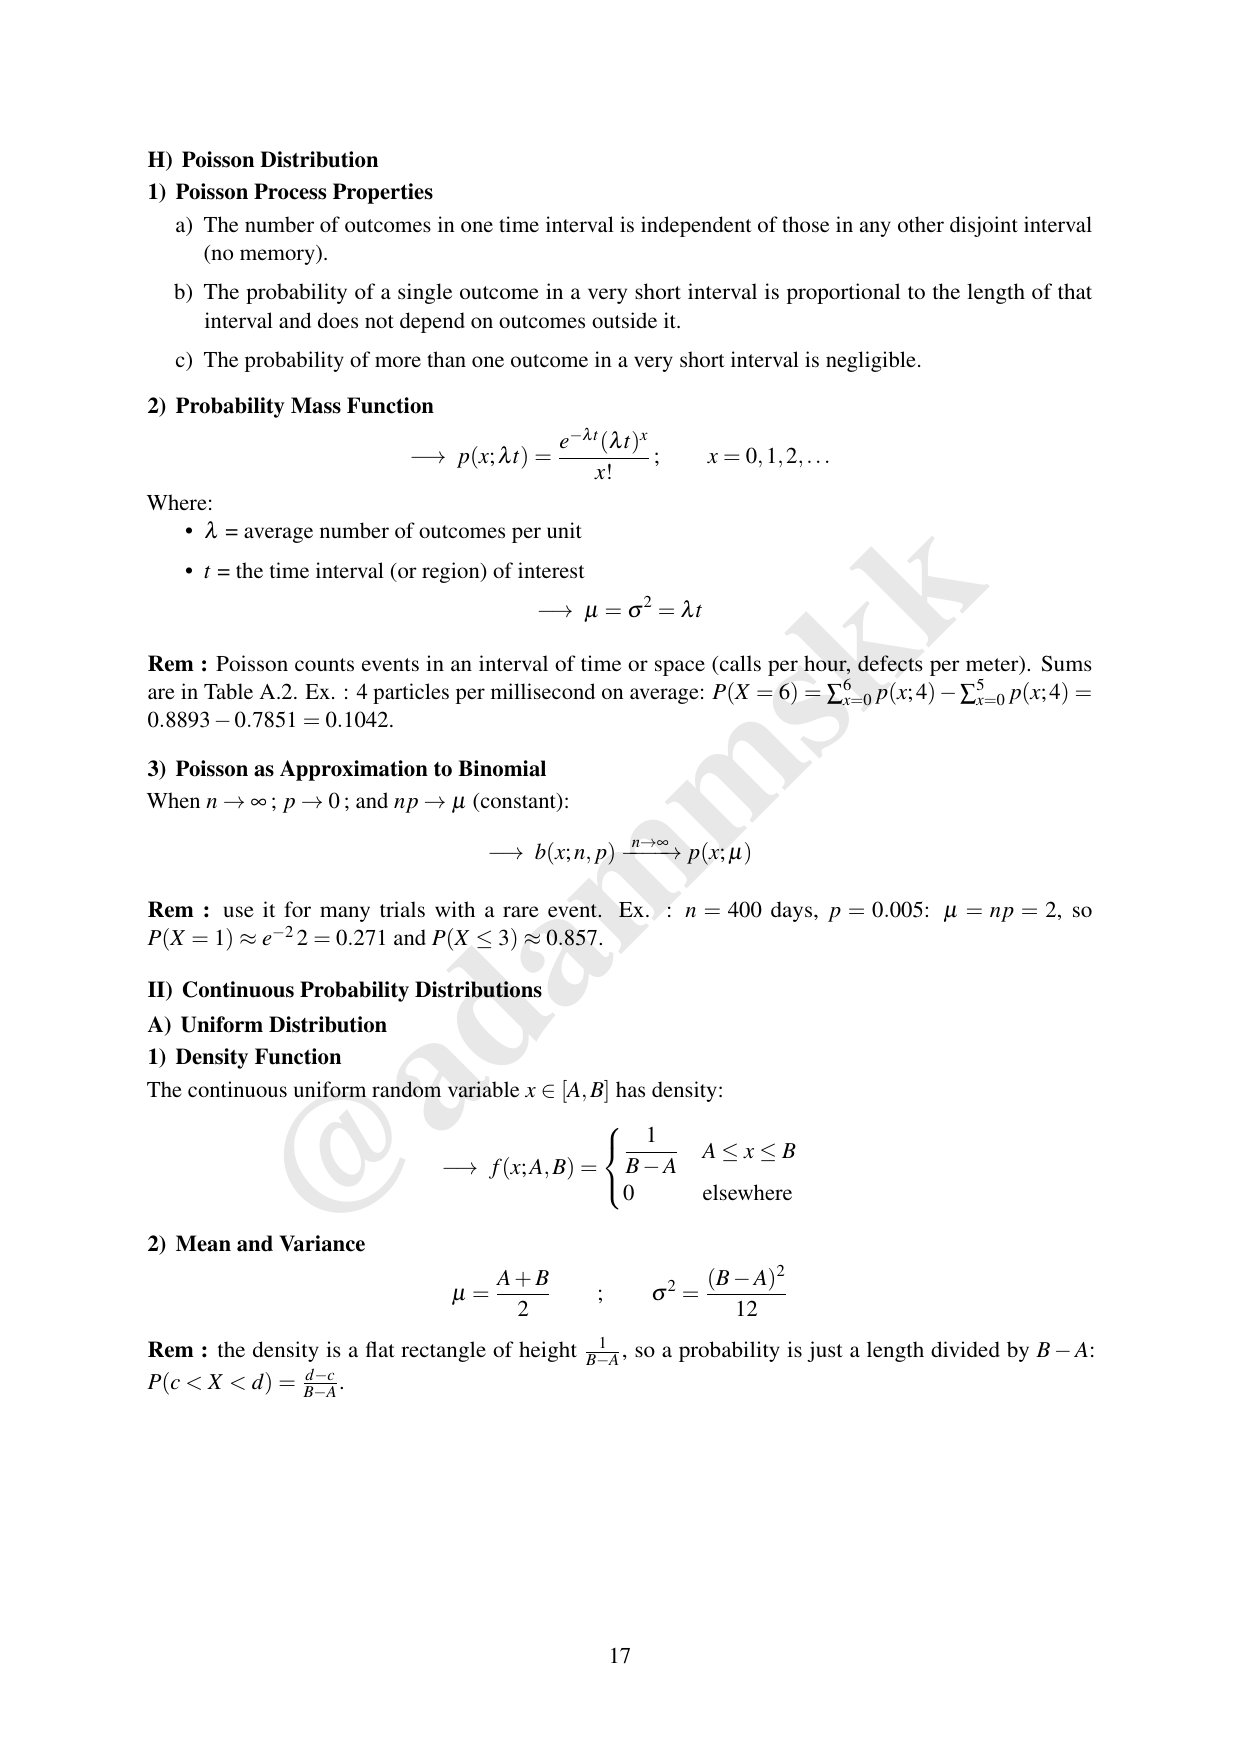 H) Poisson Distribution
1) Poisson Process Properties
a) The number of outcomes in one time interval is independent of those in any other disjoint interval
(no memory).
b) The probability of a single outcome in a very short interval is proportional to the length of that
interval and does not depend on outcomes outside it.
c) The probability of more than one outcome in a very short interval is negligible.
2) Probability Mass Function
⟶ p(x;λt) = e^{−λt}(λt)^x / x! ; x = 0,1,2,...
Where:
• λ = average number of outcomes per unit
• t = the time interval (or region) of interest
⟶ μ = σ² = λt
Rem : Poisson counts events in an interval of time or space (calls per hour, defects per meter). Sums
are in Table A.2. Ex. : 4 particles per millisecond on average: P(X = 6) = ∑_{x=0}^{6} p(x;4) − ∑_{x=0}^{5} p(x;4) =
0.8893 − 0.7851 = 0.1042.
3) Poisson as Approximation to Binomial
When n → ∞ ; p → 0 ; and np → μ (constant):
⟶ b(x;n,p) —n→∞→ p(x;μ)
Rem : use it for many trials with a rare event. Ex. : n = 400 days, p = 0.005: μ = np = 2, so
P(X = 1) ≈ e^{−2} 2 = 0.271 and P(X ≤ 3) ≈ 0.857.
II) Continuous Probability Distributions
A) Uniform Distribution
1) Density Function
The continuous uniform random variable x ∈ [A,B] has density:
⟶ f(x;A,B) = { 1/(B−A) A ≤ x ≤ B
0 elsewhere
2) Mean and Variance
μ = (A+B)/2 ; σ² = (B−A)²/12
Rem : the density is a flat rectangle of height 1/(B−A), so a probability is just a length divided by B − A:
P(c < X < d) = (d−c)/(B−A).
17
@adammskk